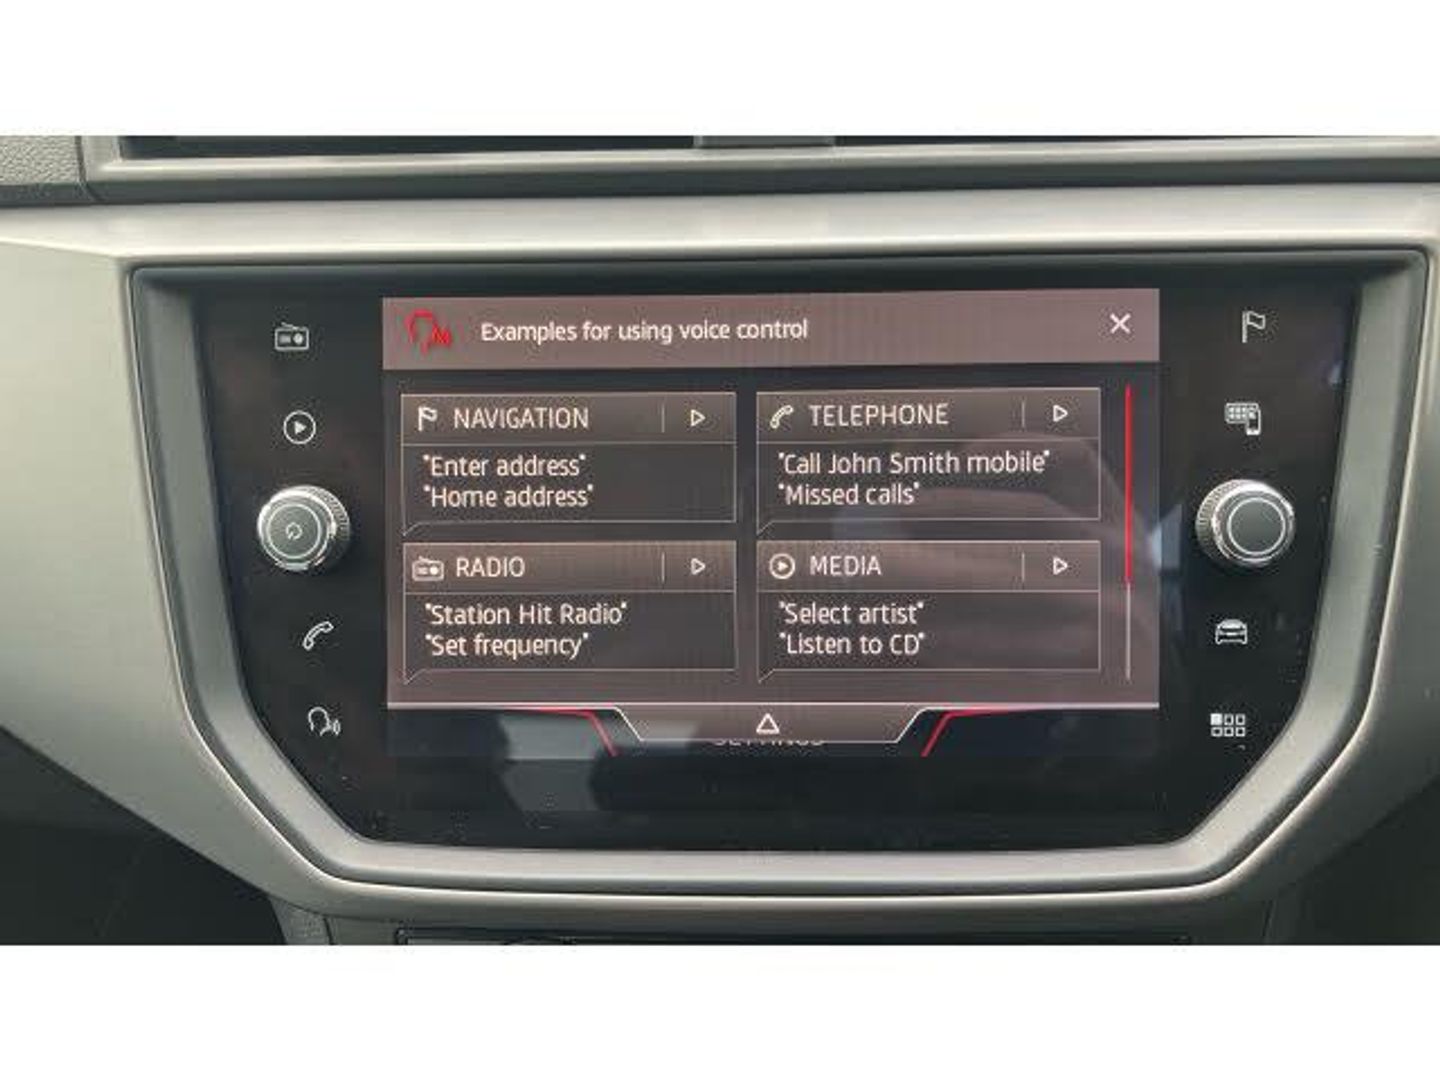 Examples for using voice control
NAVIGATION
"Enter address"
"Home address"
TELEPHONE
"Call John Smith mobile"
"Missed calls"
RADIO
"Station Hit Radio"
"Set frequency"
MEDIA
"Select artist"
"Listen to CD"
SETTINGS